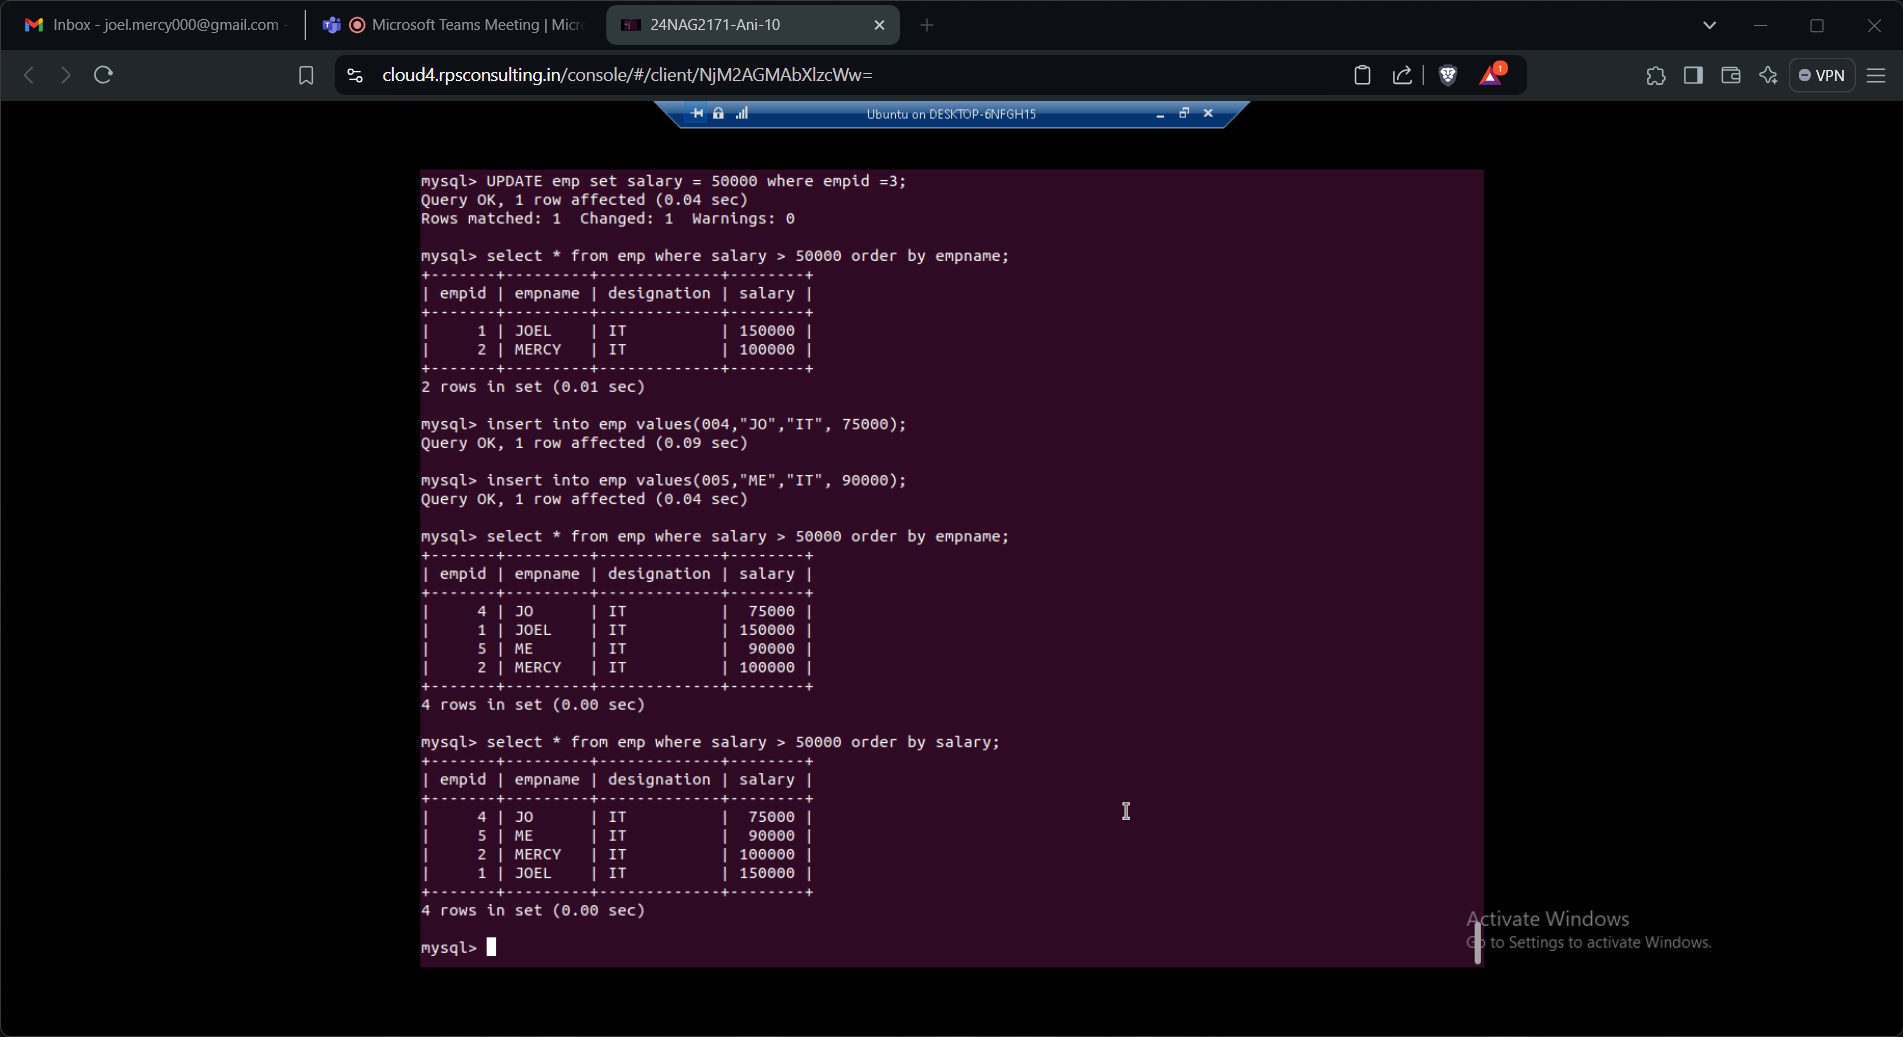 Inbox - joel.mercy000@gmail.com -
Microsoft Teams Meeting | Micr
24NAG2171-Ani-10
cloud4.rpsconsulting.in/console/#/client/NjM2AGMAbXlzcWw=
1
VPN
Ubuntu on DESKTOP-6NFGH15
mysql> UPDATE emp set salary = 50000 where empid =3;
Query OK, 1 row affected (0.04 sec)
Rows matched: 1  Changed: 1  Warnings: 0
mysql> select * from emp where salary > 50000 order by empname;
+-------+---------+-------------+--------+
| empid | empname | designation | salary |
+-------+---------+-------------+--------+
|     1 | JOEL    | IT          | 150000 |
|     2 | MERCY   | IT          | 100000 |
+-------+---------+-------------+--------+
2 rows in set (0.01 sec)
mysql> insert into emp values(004,"JO","IT", 75000);
Query OK, 1 row affected (0.09 sec)
mysql> insert into emp values(005,"ME","IT", 90000);
Query OK, 1 row affected (0.04 sec)
mysql> select * from emp where salary > 50000 order by empname;
+-------+---------+-------------+--------+
| empid | empname | designation | salary |
+-------+---------+-------------+--------+
|     4 | JO      | IT          |  75000 |
|     1 | JOEL    | IT          | 150000 |
|     5 | ME      | IT          |  90000 |
|     2 | MERCY   | IT          | 100000 |
+-------+---------+-------------+--------+
4 rows in set (0.00 sec)
mysql> select * from emp where salary > 50000 order by salary;
+-------+---------+-------------+--------+
| empid | empname | designation | salary |
+-------+---------+-------------+--------+
|     4 | JO      | IT          |  75000 |
|     5 | ME      | IT          |  90000 |
|     2 | MERCY   | IT          | 100000 |
|     1 | JOEL    | IT          | 150000 |
+-------+---------+-------------+--------+
4 rows in set (0.00 sec)
mysql>
Activate Windows
Go to Settings to activate Windows.